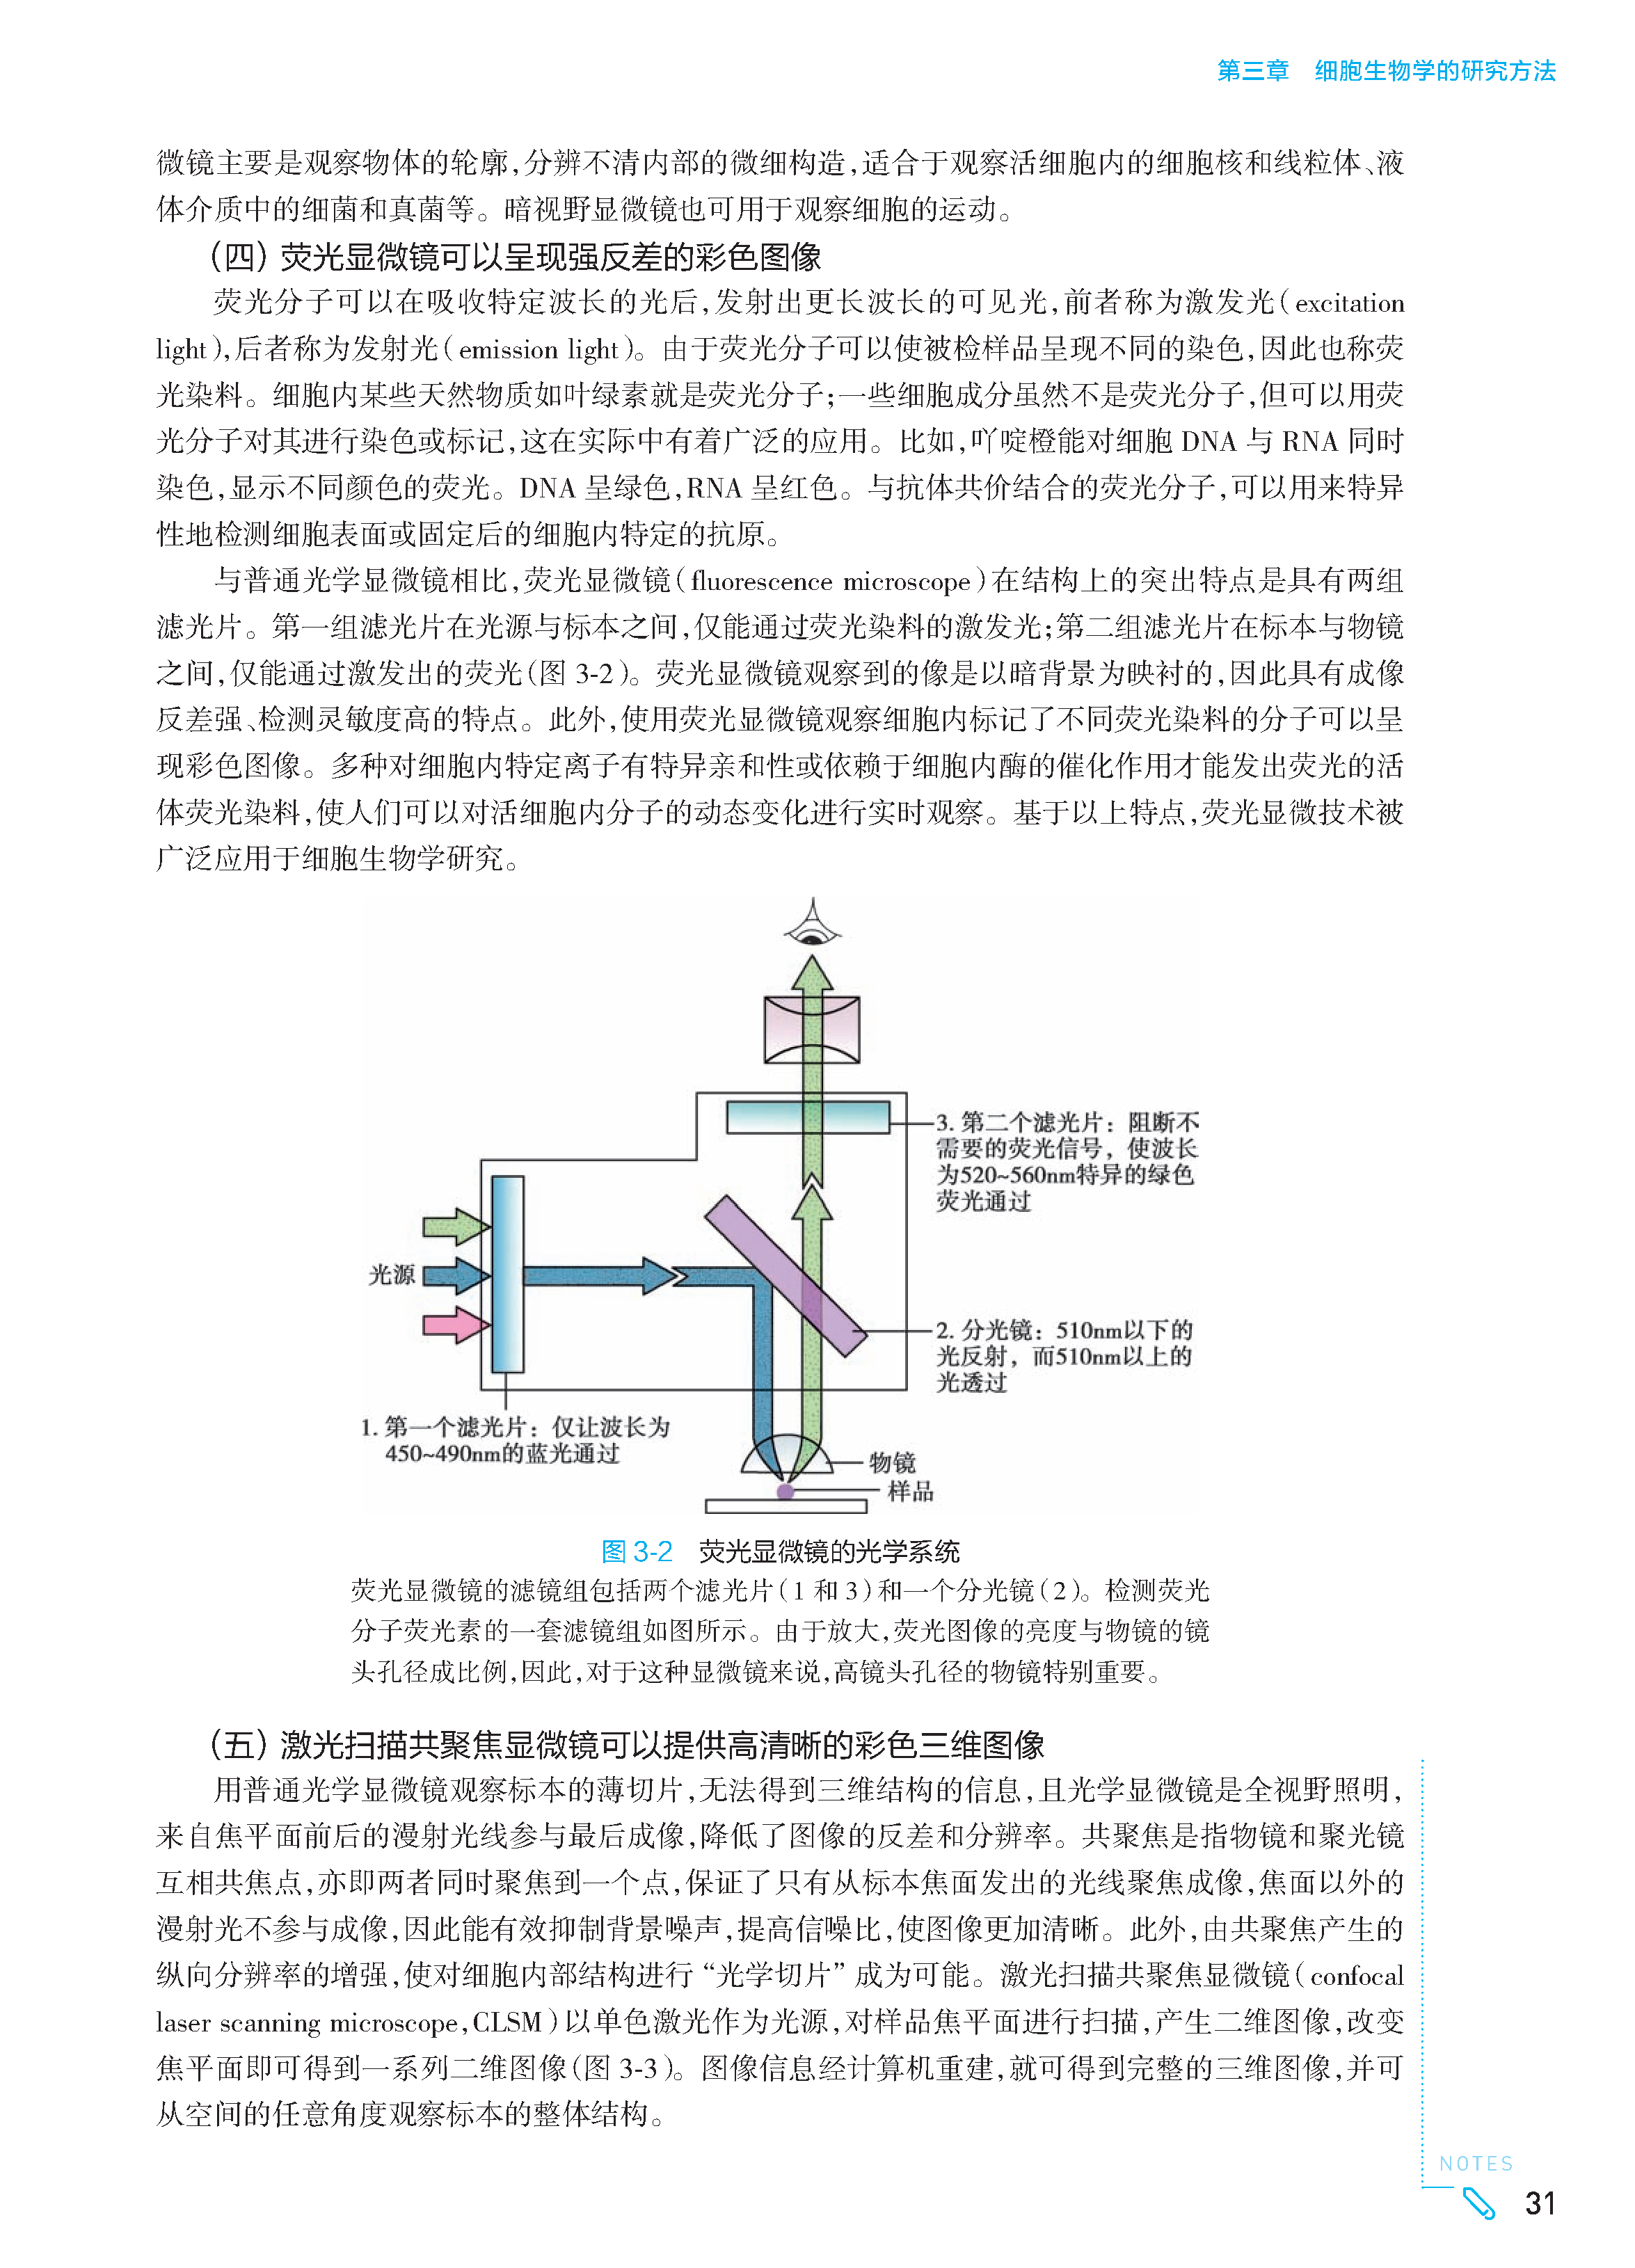 第三章　细胞生物学的研究方法
微镜主要是观察物体的轮廓，分辨不清内部的微细构造，适合于观察活细胞内的细胞核和线粒体、液
体介质中的细菌和真菌等。暗视野显微镜也可用于观察细胞的运动。
（四）荧光显微镜可以呈现强反差的彩色图像
荧光分子可以在吸收特定波长的光后，发射出更长波长的可见光，前者称为激发光（excitation
light），后者称为发射光（emission light）。由于荧光分子可以使被检样品呈现不同的染色，因此也称荧
光染料。细胞内某些天然物质如叶绿素就是荧光分子；一些细胞成分虽然不是荧光分子，但可以用荧
光分子对其进行染色或标记，这在实际中有着广泛的应用。比如，吖啶橙能对细胞 DNA 与 RNA 同时
染色，显示不同颜色的荧光。DNA 呈绿色，RNA 呈红色。与抗体共价结合的荧光分子，可以用来特异
性地检测细胞表面或固定后的细胞内特定的抗原。
与普通光学显微镜相比，荧光显微镜（fluorescence microscope）在结构上的突出特点是具有两组
滤光片。第一组滤光片在光源与标本之间，仅能通过荧光染料的激发光；第二组滤光片在标本与物镜
之间，仅能通过激发出的荧光（图 3-2）。荧光显微镜观察到的像是以暗背景为映衬的，因此具有成像
反差强、检测灵敏度高的特点。此外，使用荧光显微镜观察细胞内标记了不同荧光染料的分子可以呈
现彩色图像。多种对细胞内特定离子有特异亲和性或依赖于细胞内酶的催化作用才能发出荧光的活
体荧光染料，使人们可以对活细胞内分子的动态变化进行实时观察。基于以上特点，荧光显微技术被
广泛应用于细胞生物学研究。
3. 第二个滤光片：阻断不
需要的荧光信号，使波长
为520~560nm特异的绿色
荧光通过
光源
2. 分光镜：510nm以下的
光反射，而510nm以上的
光透过
1. 第一个滤光片：仅让波长为
450~490nm的蓝光通过
物镜
样品
图 3-2　荧光显微镜的光学系统
荧光显微镜的滤镜组包括两个滤光片（1 和 3）和一个分光镜（2）。检测荧光
分子荧光素的一套滤镜组如图所示。由于放大，荧光图像的亮度与物镜的镜
头孔径成比例，因此，对于这种显微镜来说，高镜头孔径的物镜特别重要。
（五）激光扫描共聚焦显微镜可以提供高清晰的彩色三维图像
用普通光学显微镜观察标本的薄切片，无法得到三维结构的信息，且光学显微镜是全视野照明，
来自焦平面前后的漫射光线参与最后成像，降低了图像的反差和分辨率。共聚焦是指物镜和聚光镜
互相共焦点，亦即两者同时聚焦到一个点，保证了只有从标本焦面发出的光线聚焦成像，焦面以外的
漫射光不参与成像，因此能有效抑制背景噪声，提高信噪比，使图像更加清晰。此外，由共聚焦产生的
纵向分辨率的增强，使对细胞内部结构进行“光学切片”成为可能。激光扫描共聚焦显微镜（confocal
laser scanning microscope，CLSM）以单色激光作为光源，对样品焦平面进行扫描，产生二维图像，改变
焦平面即可得到一系列二维图像（图 3-3）。图像信息经计算机重建，就可得到完整的三维图像，并可
从空间的任意角度观察标本的整体结构。
NOTES
31